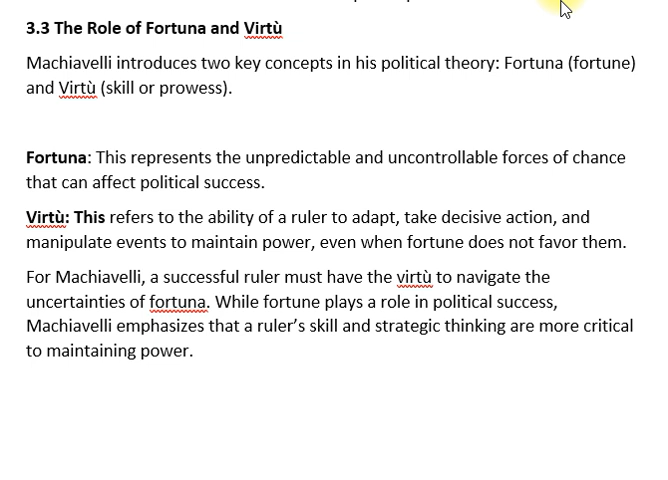 3.3 The Role of Fortuna and Virtù
Machiavelli introduces two key concepts in his political theory: Fortuna (fortune)
and Virtù (skill or prowess).
Fortuna: This represents the unpredictable and uncontrollable forces of chance
that can affect political success.
Virtù: This refers to the ability of a ruler to adapt, take decisive action, and
manipulate events to maintain power, even when fortune does not favor them.
For Machiavelli, a successful ruler must have the virtù to navigate the
uncertainties of fortuna. While fortune plays a role in political success,
Machiavelli emphasizes that a ruler’s skill and strategic thinking are more critical
to maintaining power.